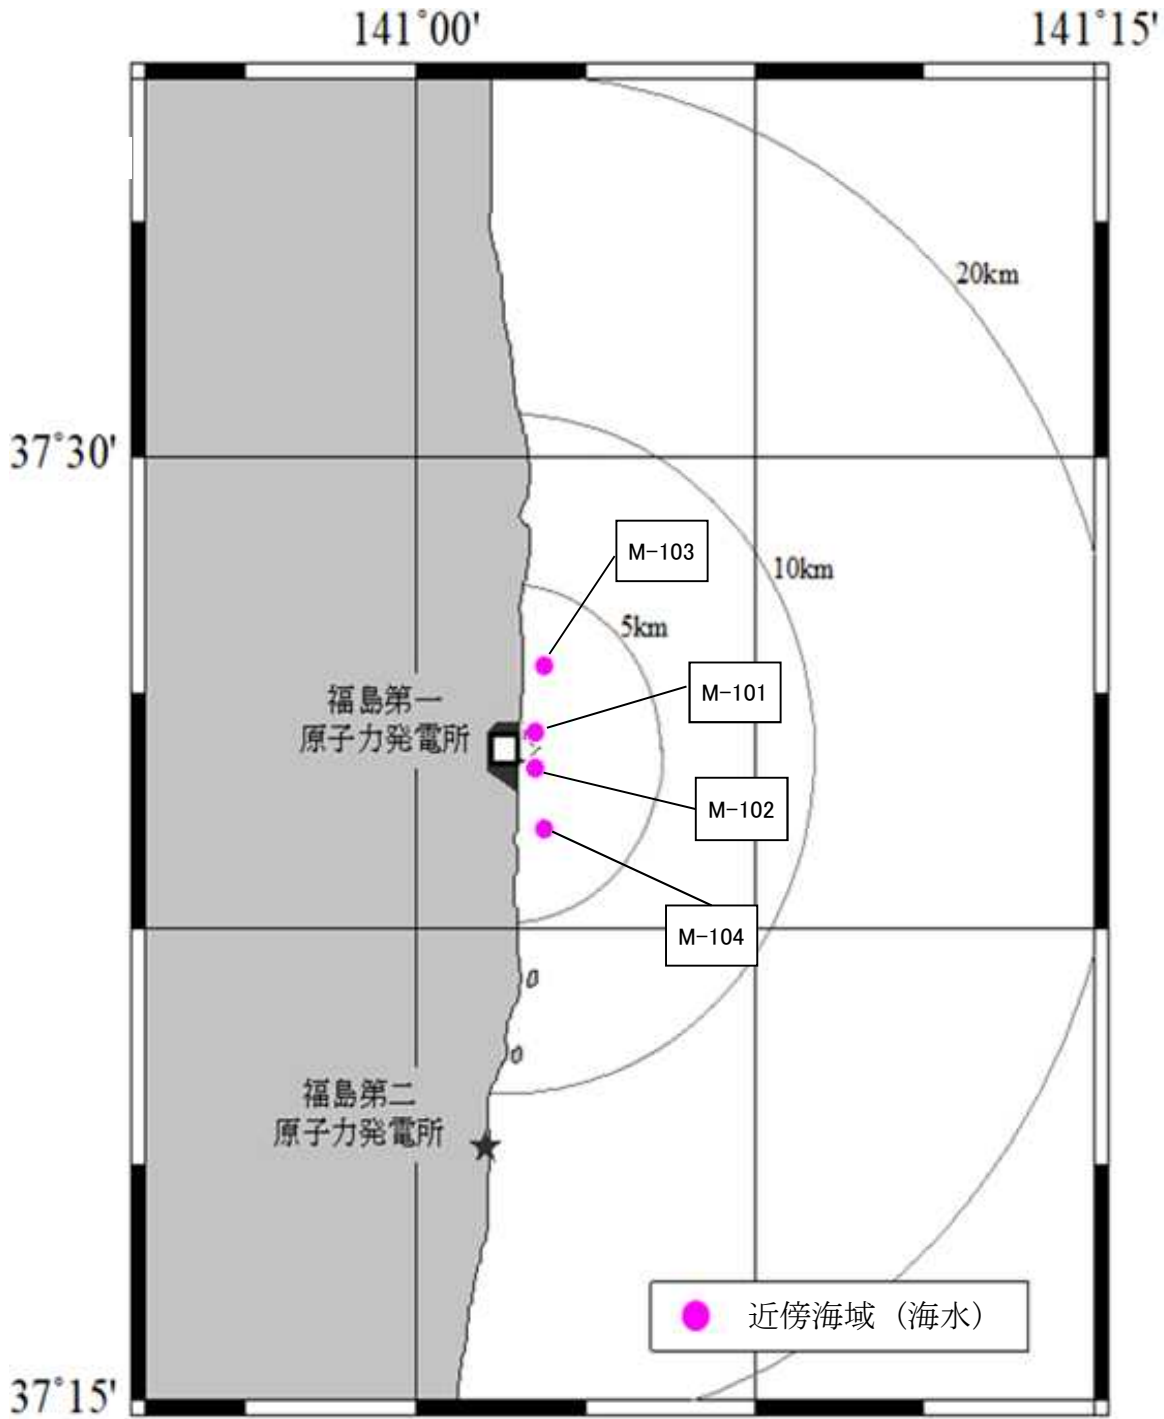 141°00'
141°15'
20km
37°30'
M-103
10km
5km
M-101
福島第一
原子力発電所
M-102
M-104
福島第二
原子力発電所
近傍海域（海水）
37°15'